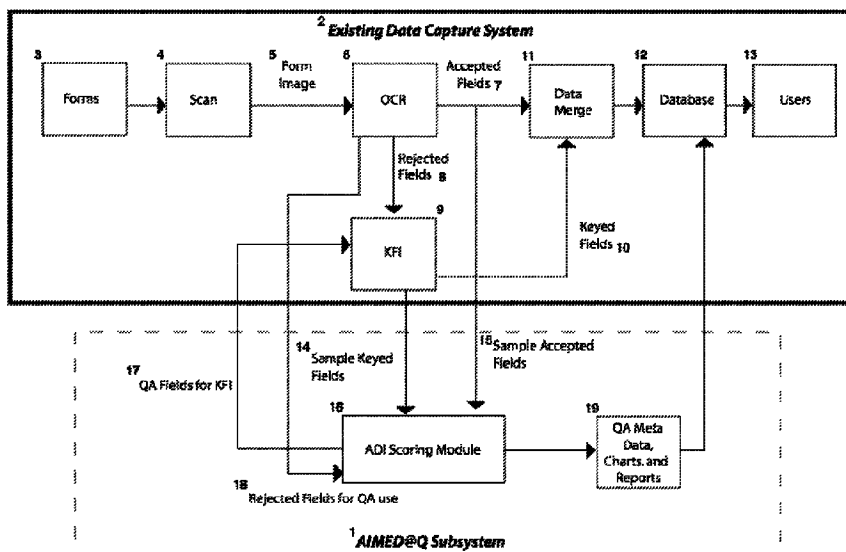 2 Existing Data Capture System
3 4 5 Form 6 Accepted 11 12 13
Image Fields 7
Forms Scan OCR Data Database Users
Merge
Rejected
Fields 8
9
KFI
Keyed
Fields 10
14 Sample Keyed
Fields
15 Sample Accepted
Fields
17
QA Fields for KFI
16
ADI Scoring Module
19
QA Meta
Data,
Charts, and
Reports
18 Rejected Fields for QA use
1 AIMED@Q Subsystem